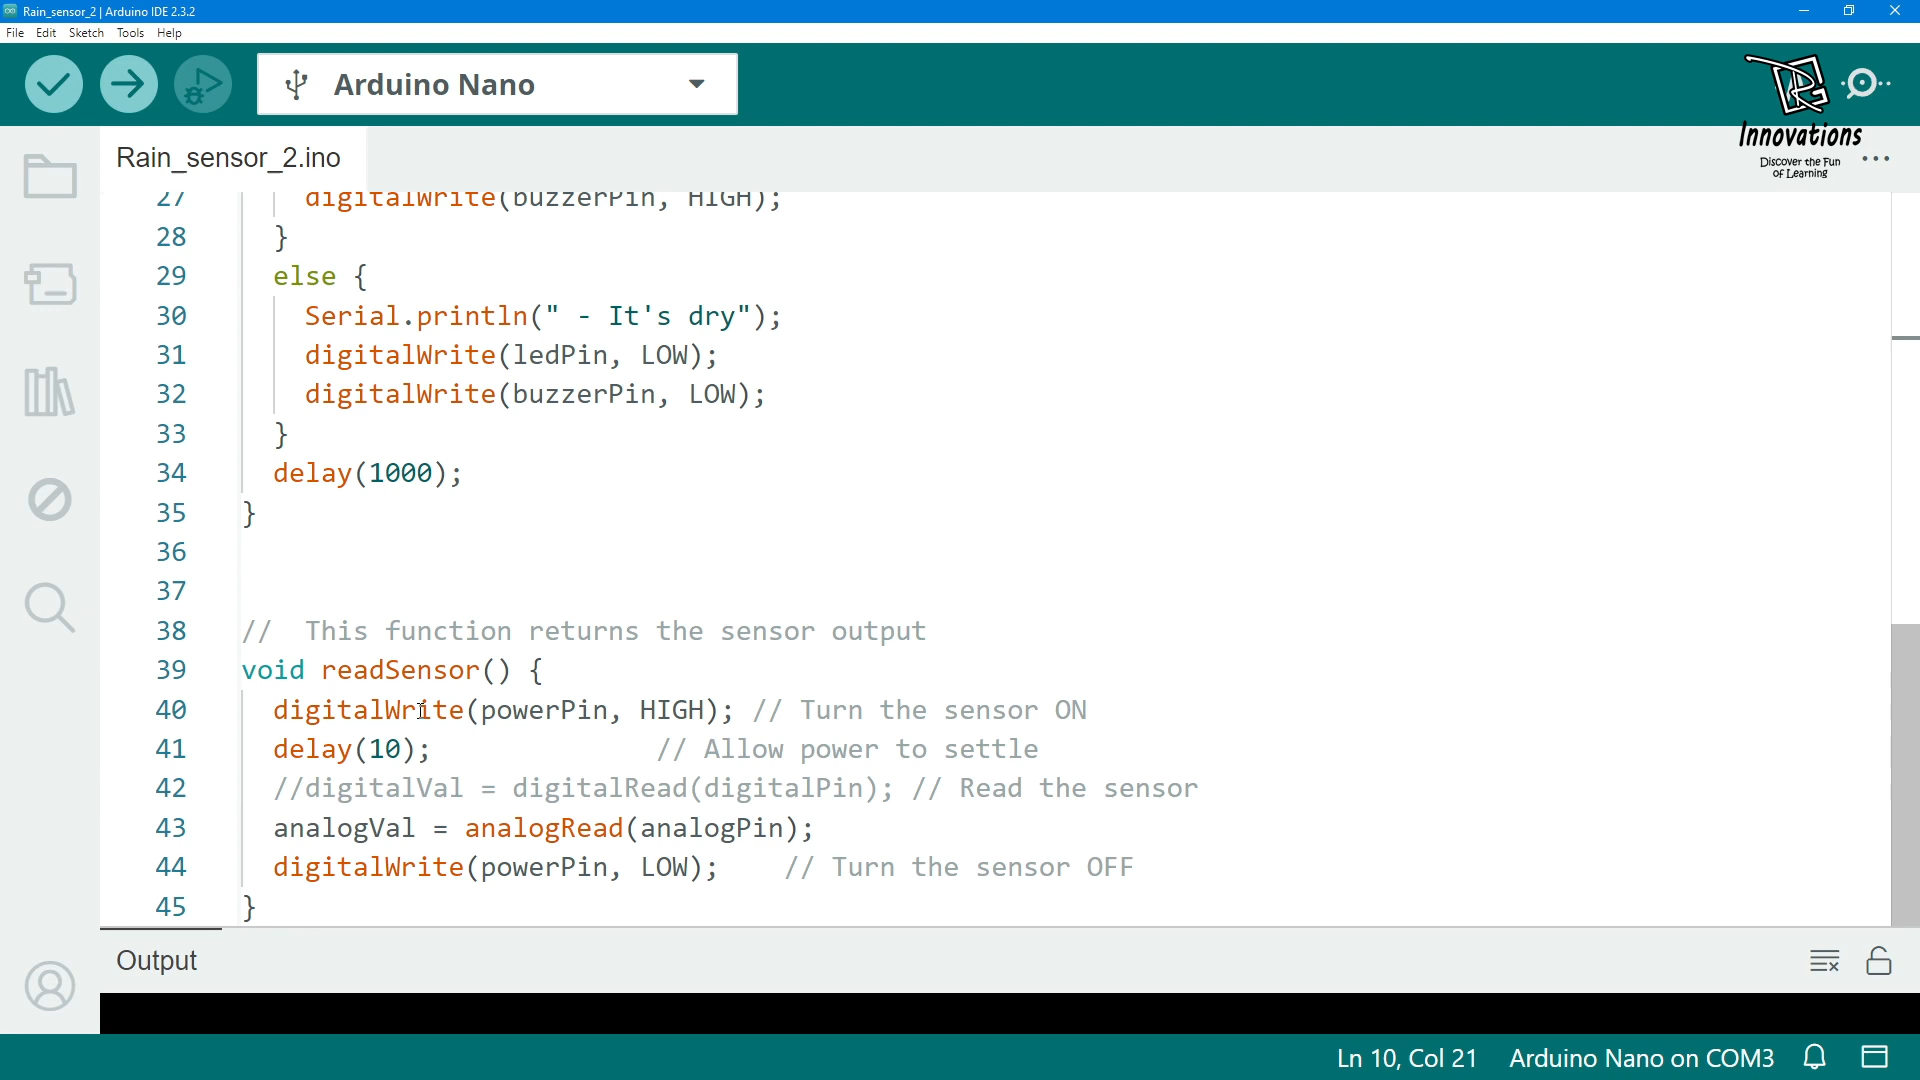 Rain_sensor_2 | Arduino IDE 2.3.2
File Edit Sketch Tools Help
Arduino Nano
Innovations
Discover the Fun
of Learning
Rain_sensor_2.ino
27 digitalWrite(buzzerPin, HIGH);
28 }
29 else {
30 Serial.println(" - It's dry");
31 digitalWrite(ledPin, LOW);
32 digitalWrite(buzzerPin, LOW);
33 }
34 delay(1000);
35 }
36
37
38 // This function returns the sensor output
39 void readSensor() {
40 digitalWrite(powerPin, HIGH); // Turn the sensor ON
41 delay(10); // Allow power to settle
42 //digitalVal = digitalRead(digitalPin); // Read the sensor
43 analogVal = analogRead(analogPin);
44 digitalWrite(powerPin, LOW); // Turn the sensor OFF
45 }
Output
Ln 10, Col 21 Arduino Nano on COM3